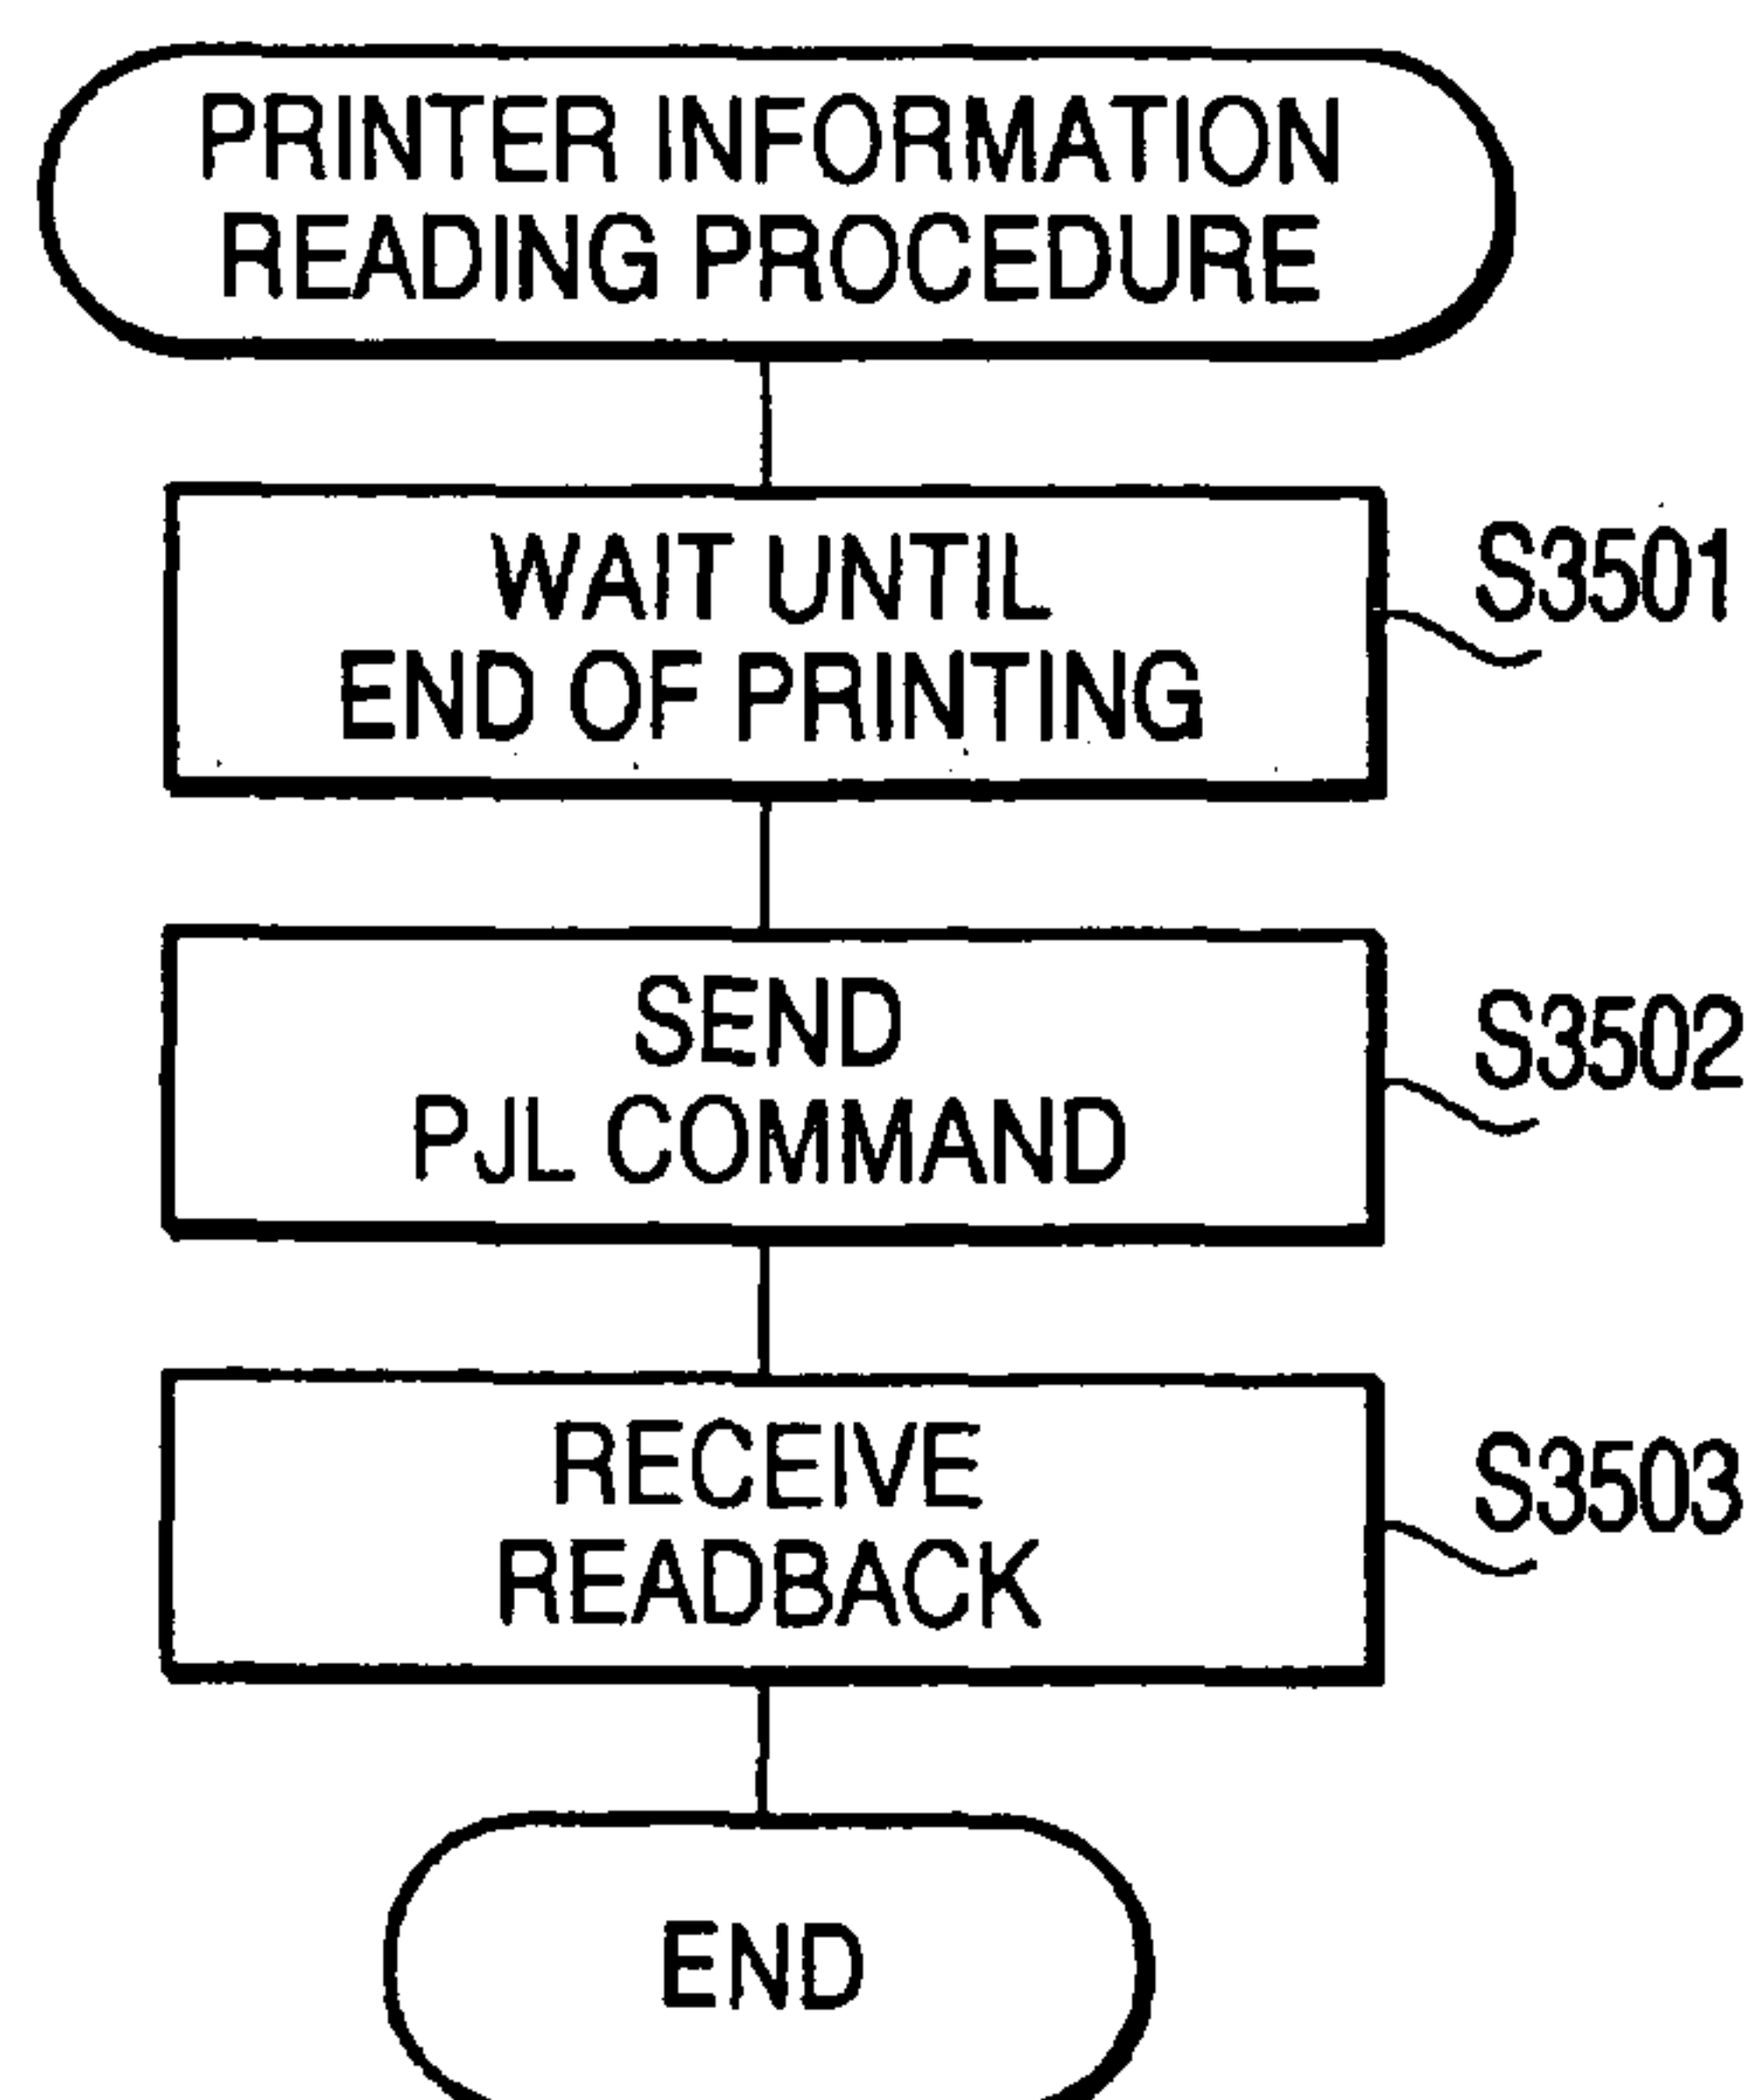 PRINTER INFORMATION
READING PROCEDURE
WAIT UNTIL
END OF PRINTING
S3501
SEND
PJL COMMAND
S3502
RECEIVE
READBACK
S3503
END